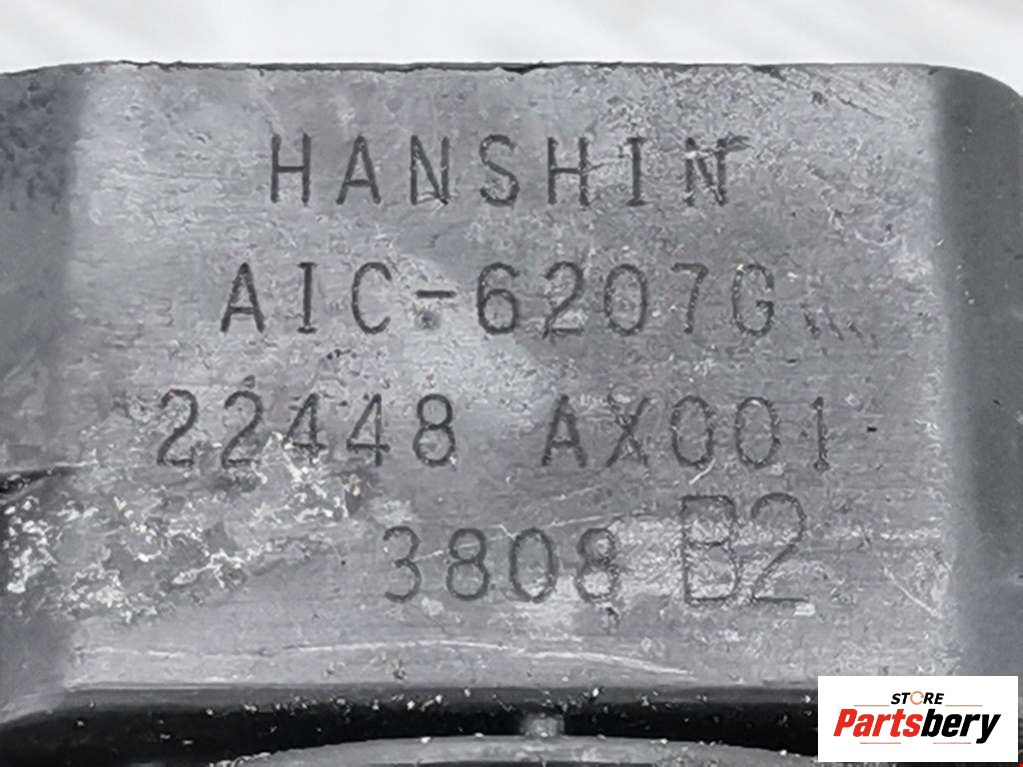 HANSHIN
AIC-6207G
22448 AX001
3808 B2
STORE
Partsbery